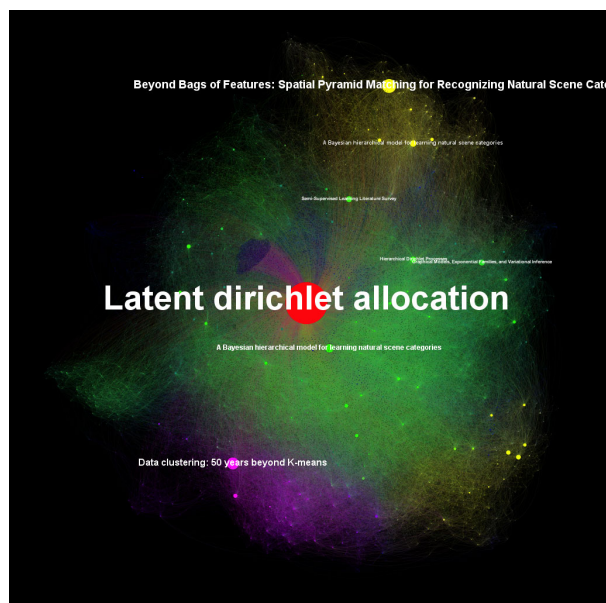 Beyond Bags of Features: Spatial Pyramid Matching for Recognizing Natural Scene Cate
A Bayesian hierarchical model for learning natural scene categories
Semi-Supervised Learning Literature Survey
Hierarchical Dirichlet Processes
Graphical Models, Exponential Families, and Variational Inference
Latent dirichlet allocation
A Bayesian hierarchical model for learning natural scene categories
Data clustering: 50 years beyond K-means